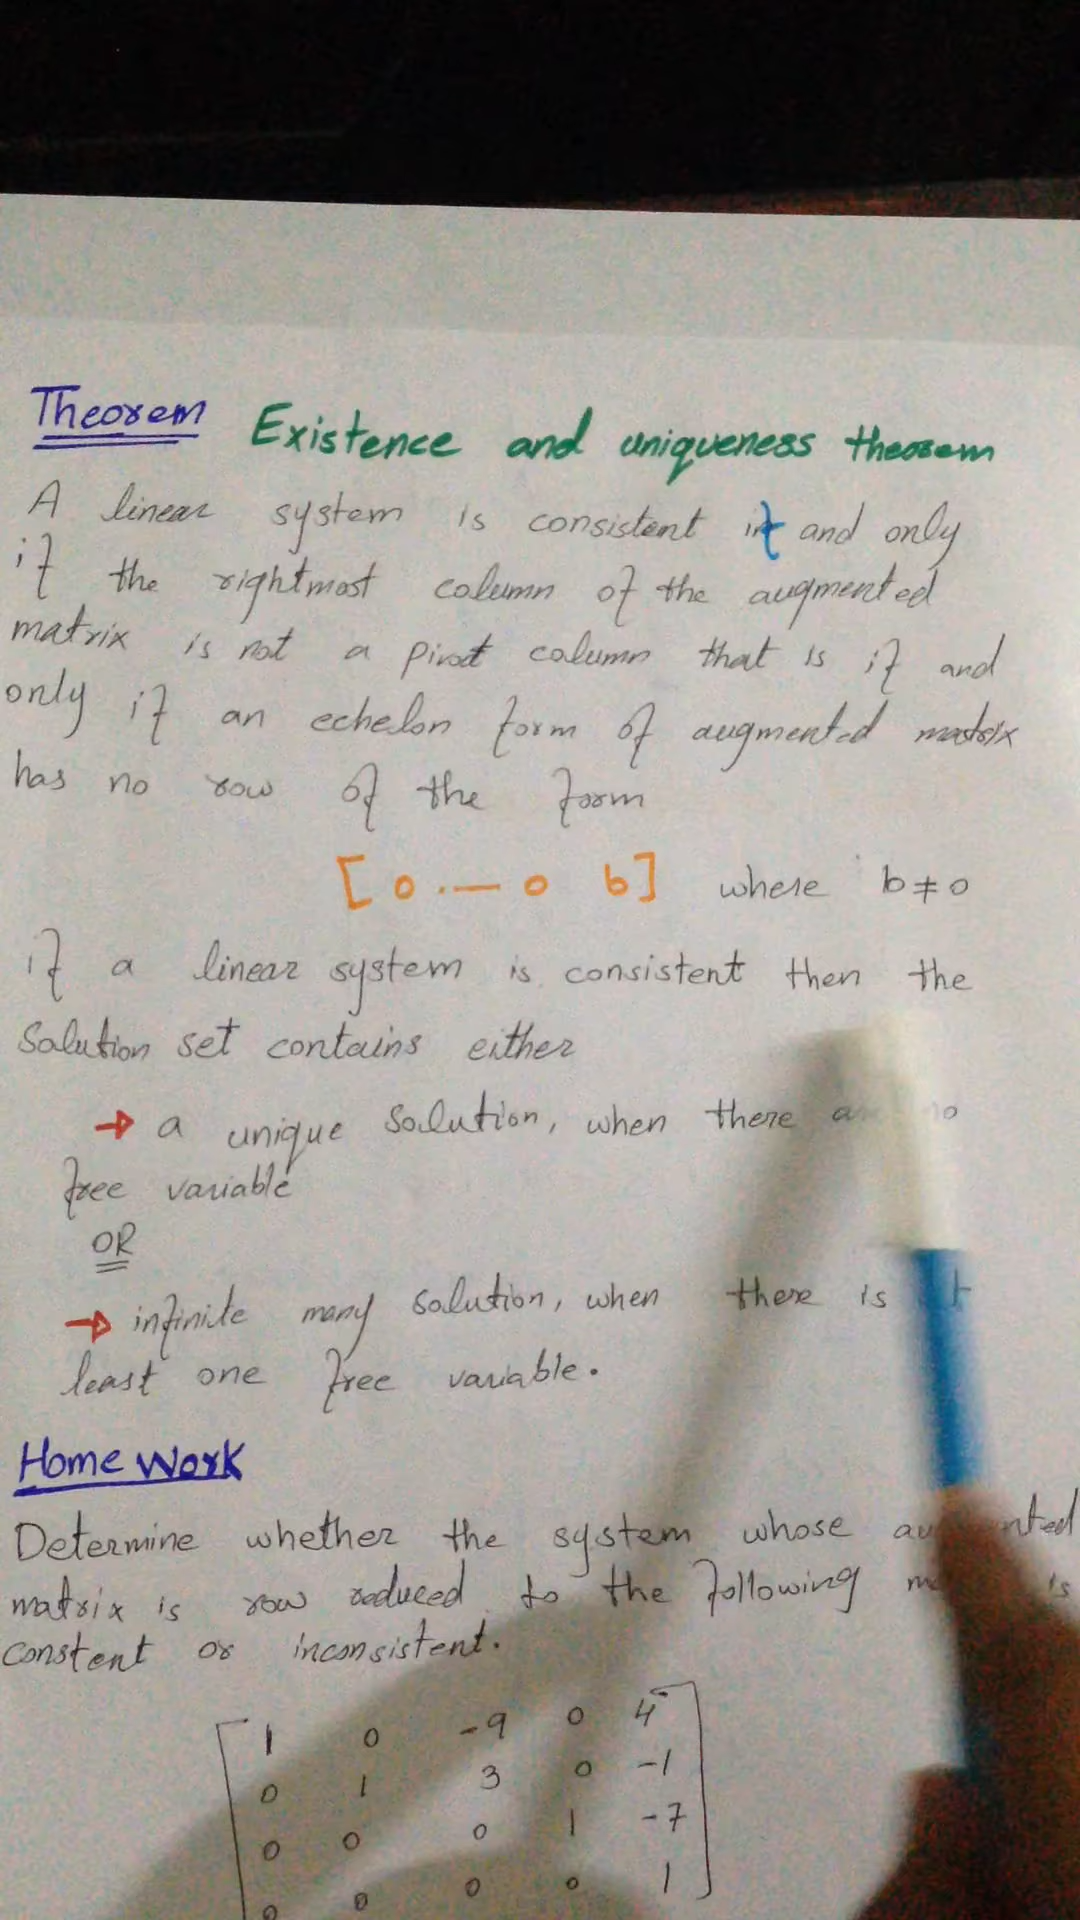 Theorem Existence and uniqueness theorem
A linear system is consistent if and only
if the rightmost column of the augmented
matrix is not a pivot column that is if and
only if an echelon form of augmented matrix
has no row of the form
[0 .— 0 b] where b≠0
if a linear system is consistent then the
Solution set contains either
→ a unique Solution, when there no
free variable
OR
→ infinite many solution, when there is
least one free variable.
Home Work
Determine whether the system whose
matrix is row reduced to the following is
constent or inconsistent.
1 0 -9 0 4
0 1 3 0 -1
0 0 0 1 -7
0 0 0 0 1